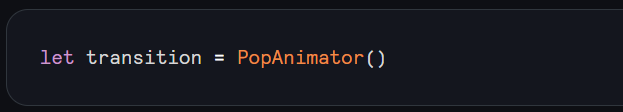 let transition = PopAnimator()